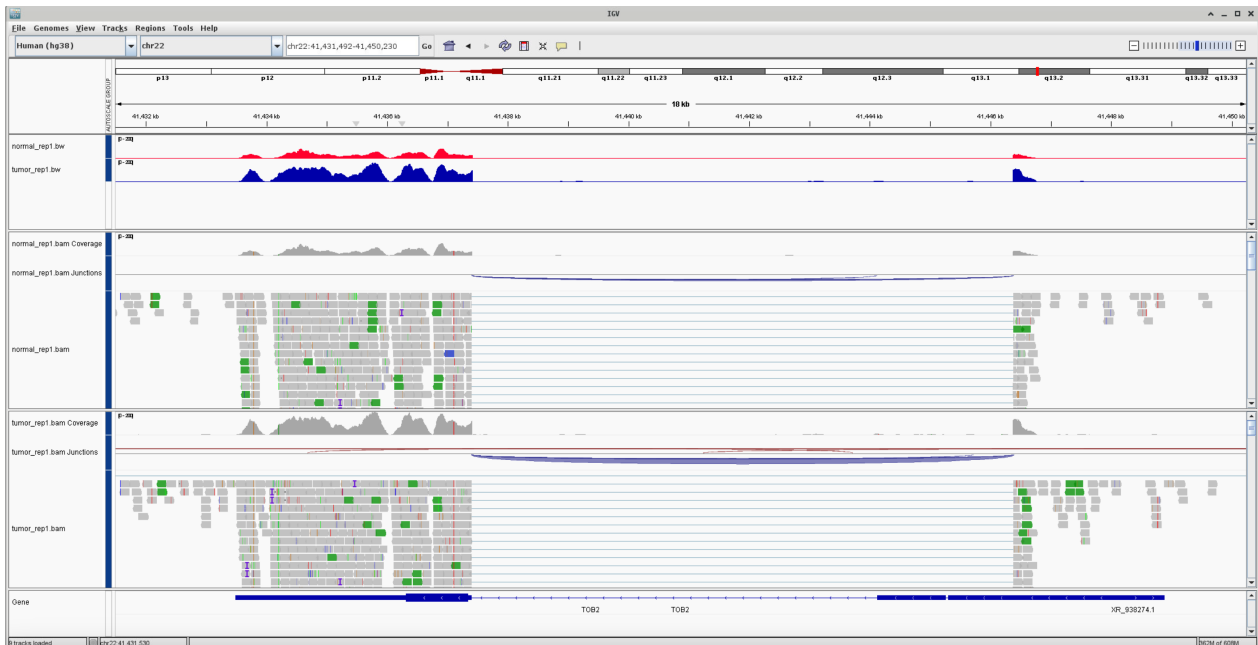 IGV
File Genomes View Tracks Regions Tools Help
Human (hg38) chr22 chr22:41,431,492-41,450,230 Go
p13 p12 p11.2 p11.1 q11.1 q11.21 q11.22 q11.23 q12.1 q12.2 q12.3 q13.1 q13.2 q13.31 q13.32 q13.33
AUTOSCALE GROUP
18 kb
41,432 kb 41,434 kb 41,436 kb 41,438 kb 41,440 kb 41,442 kb 41,444 kb 41,446 kb 41,448 kb 41,450 kb
normal_rep1.bw
tumor_rep1.bw
normal_rep1.bam Coverage
normal_rep1.bam Junctions
normal_rep1.bam
tumor_rep1.bam Coverage
tumor_rep1.bam Junctions
tumor_rep1.bam
Gene
TOB2 TOB2 XR_938274.1
chr22:41,431,530